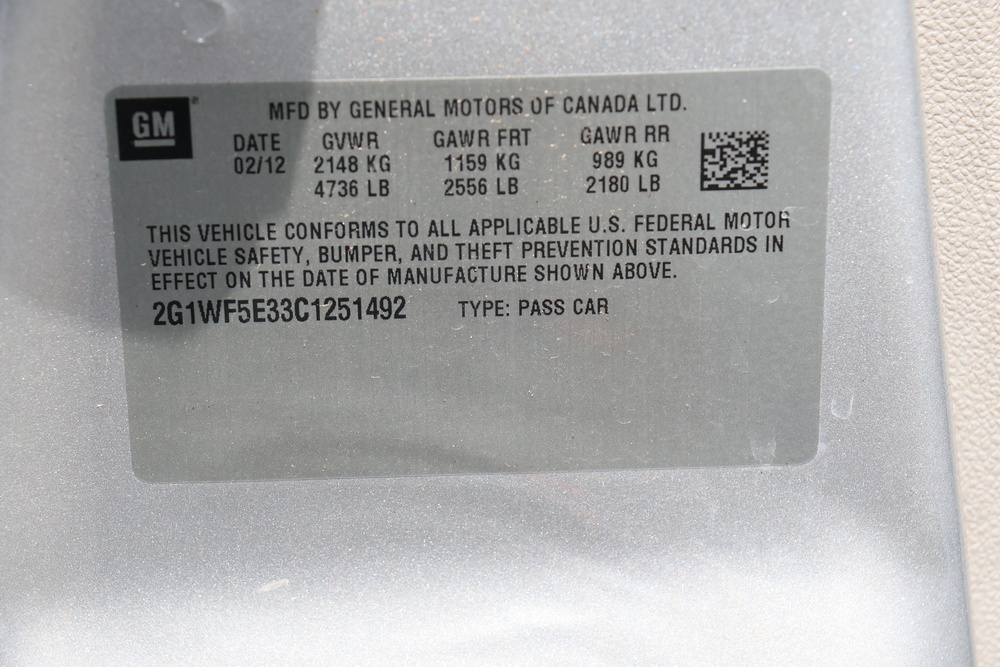 GM
MFD BY GENERAL MOTORS OF CANADA LTD.
DATE GVWR GAWR FRT GAWR RR
02/12 2148 KG 1159 KG 989 KG
4736 LB 2556 LB 2180 LB
THIS VEHICLE CONFORMS TO ALL APPLICABLE U.S. FEDERAL MOTOR
VEHICLE SAFETY, BUMPER, AND THEFT PREVENTION STANDARDS IN
EFFECT ON THE DATE OF MANUFACTURE SHOWN ABOVE.
2G1WF5E33C1251492 TYPE: PASS CAR